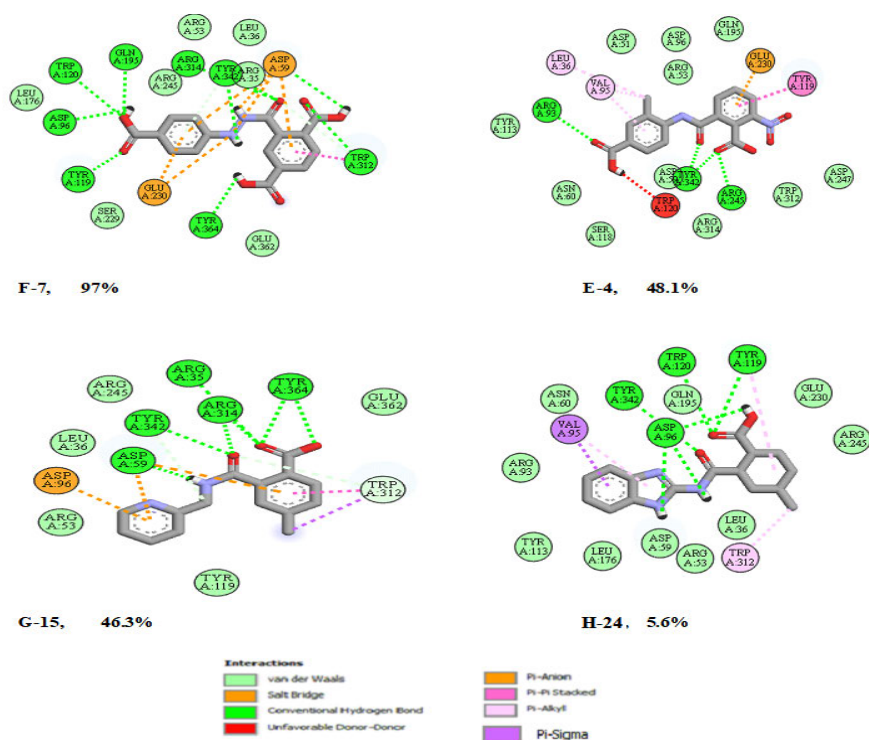 ARG
A:53
LEU
A:36
GLN
A:195
TRP
A:120
ARG
A:314
TYR
A:342
ARG
A:35
ASP
A:59
LEU
A:176
ARG
A:245
ASP
A:96
TYR
A:119
GLU
A:230
TRP
A:312
SER
A:229
TYR
A:364
GLU
A:362
F-7, 97%
GLN
A:195
ASP
A:96
ASP
A:51
LEU
A:36
ARG
A:53
GLU
A:230
VAL
A:95
TYR
A:119
ARG
A:93
TYR
A:113
ASP
TYR
A:342
ASP
A:247
ASN
A:60
TRP
A:120
ARG
A:245
TRP
A:312
SER
A:118
ARG
A:314
E-4, 48.1%
ARG
A:35
TYR
A:364
ARG
A:245
ARG
A:314
GLU
A:362
TYR
A:342
LEU
A:36
ASP
A:59
ASP
A:96
TRP
A:312
ARG
A:53
TYR
A:119
G-15, 46.3%
TRP
A:120
TYR
A:119
TYR
A:342
GLN
A:195
ASN
A:60
GLU
A:230
VAL
A:95
ASP
A:96
ARG
A:245
ARG
A:93
LEU
A:36
TYR
A:113
LEU
A:176
ASP
A:59
ARG
A:53
TRP
A:312
H-24, 5.6%
Interactions
van der Waals
Salt Bridge
Conventional Hydrogen Bond
Unfavorable Donor-Donor
Pi-Anion
Pi-Pi Stacked
Pi-Alkyl
Pi-Sigma